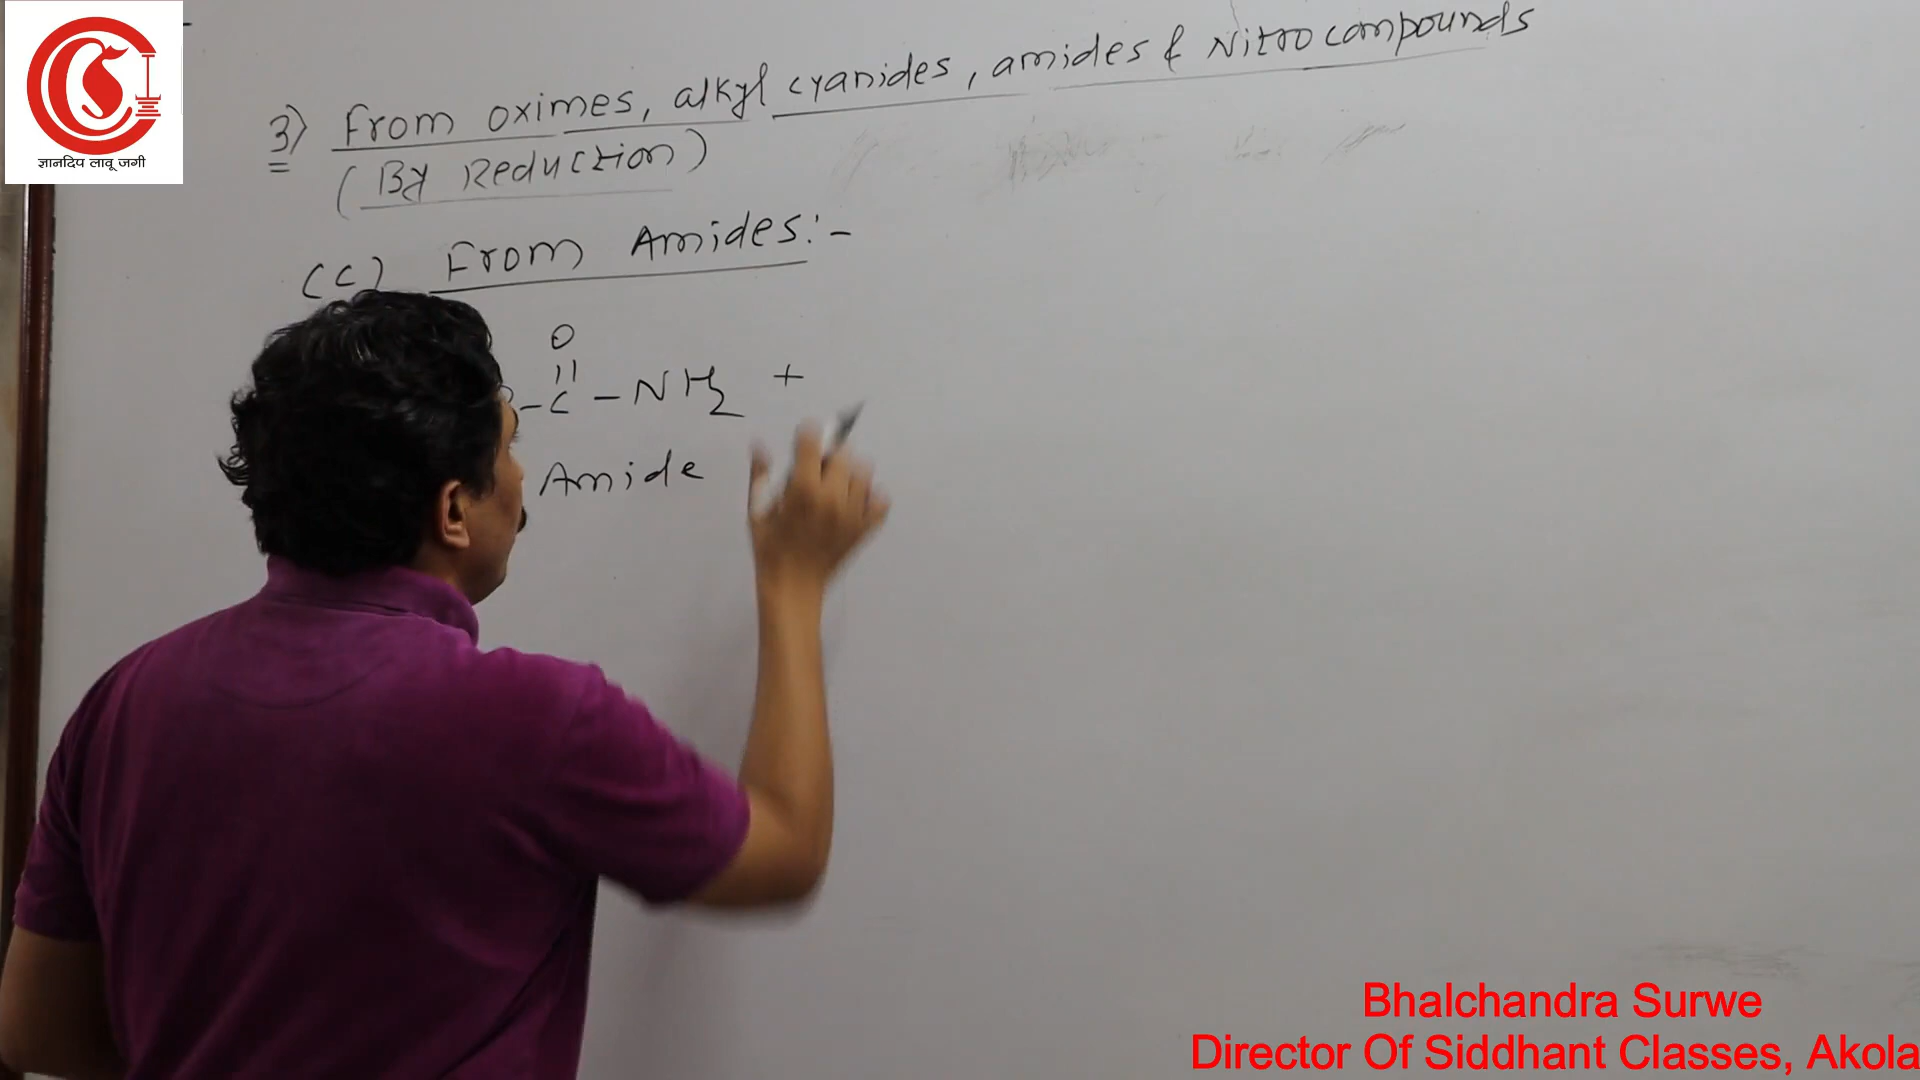 ज्ञानदिप लावू जगी
3) From oximes, alkyl cyanides, amides & Nitro compounds
(By Reduction)
(C) From Amides:-
O
||
-C-NH2 +
Amide
Bhalchandra Surwe
Director Of Siddhant Classes, Akola